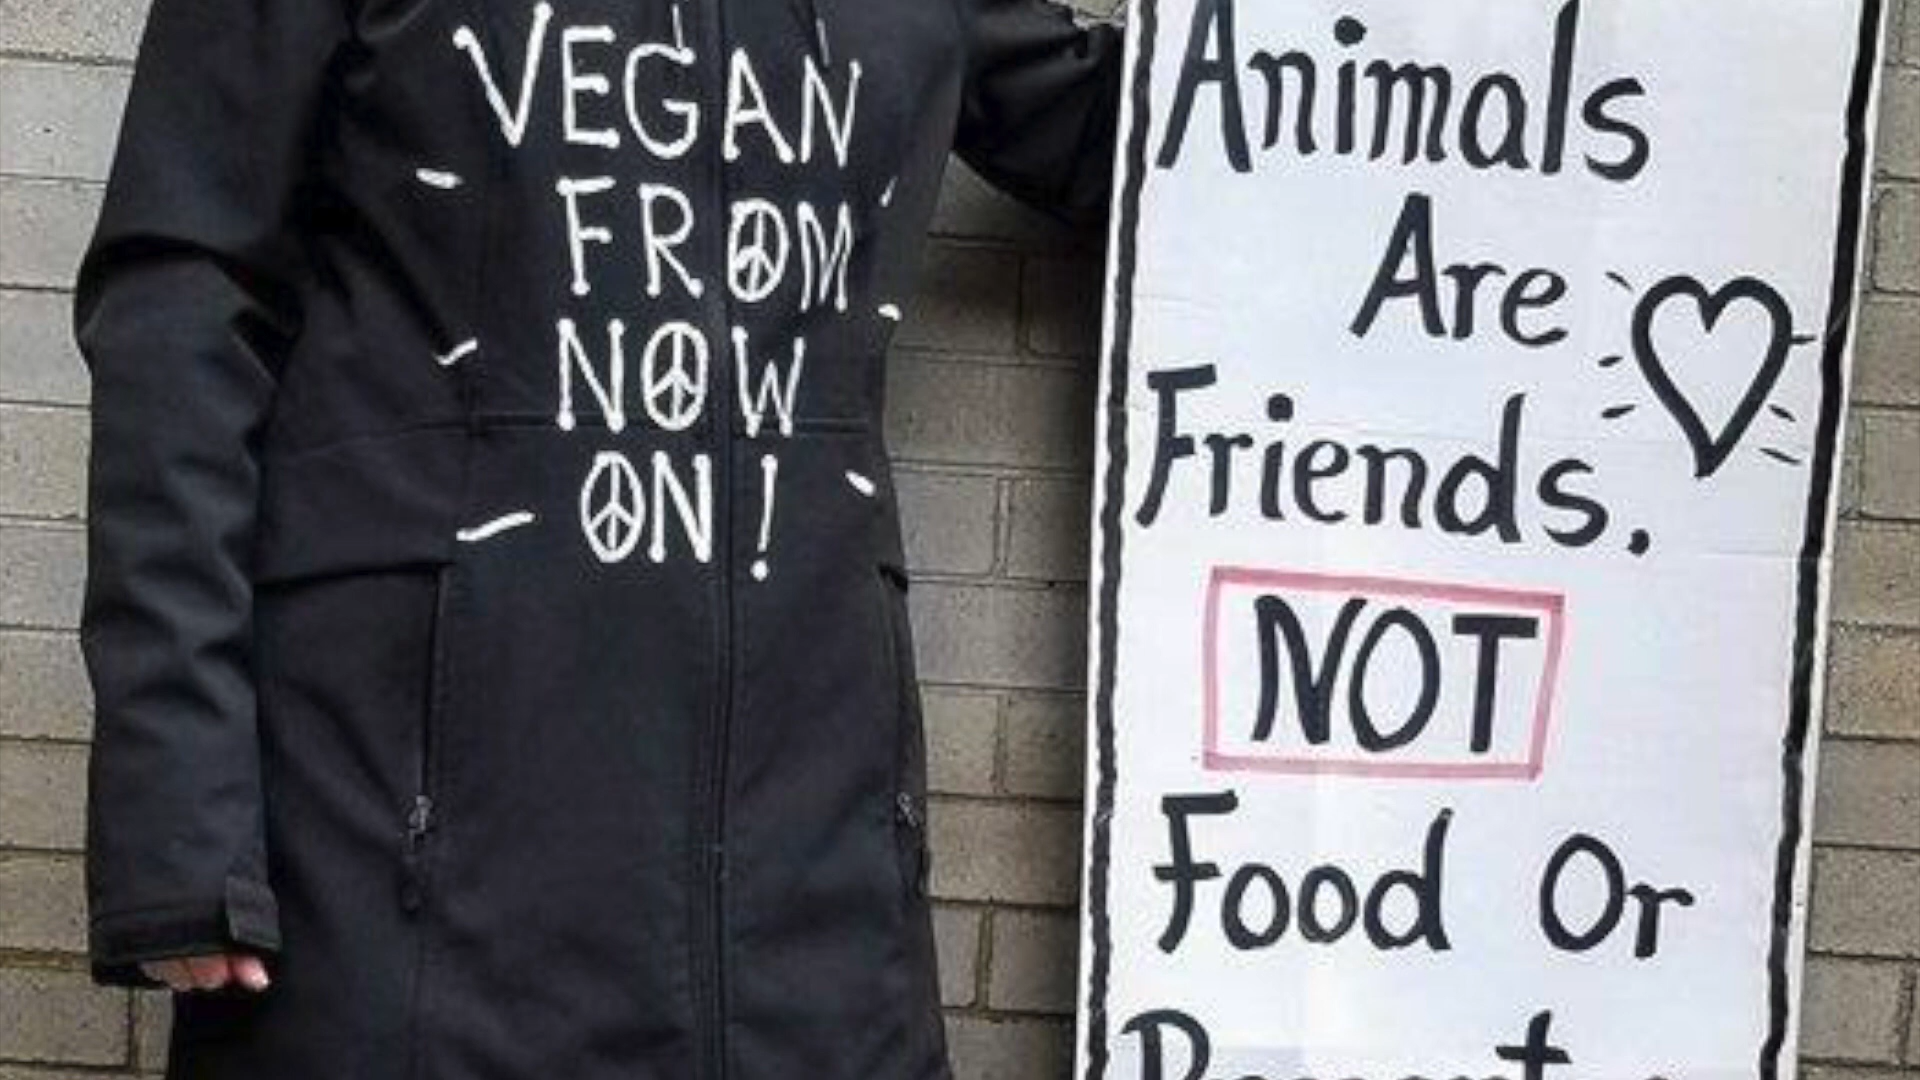 VEGAN
FROM
NOW
ON!
Animals
Are
Friends.
NOT
Food Or